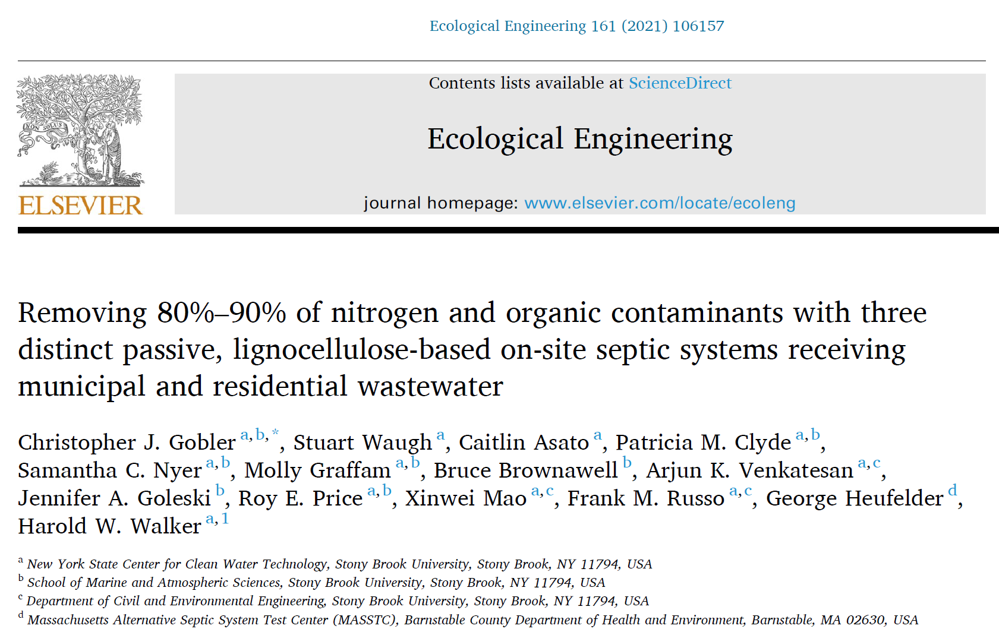 Ecological Engineering 161 (2021) 106157
Contents lists available at ScienceDirect
NON SOLUS
Ecological Engineering
ELSEVIER
journal homepage: www.elsevier.com/locate/ecoleng
Removing 80%–90% of nitrogen and organic contaminants with three
distinct passive, lignocellulose-based on-site septic systems receiving
municipal and residential wastewater
Christopher J. Gobler a,b,*, Stuart Waugh a, Caitlin Asato a, Patricia M. Clyde a,b,
Samantha C. Nyer a,b, Molly Graffam a,b, Bruce Brownawell b, Arjun K. Venkatesan a,c,
Jennifer A. Goleski b, Roy E. Price a,b, Xinwei Mao a,c, Frank M. Russo a,c, George Heufelder d,
Harold W. Walker a,1
a New York State Center for Clean Water Technology, Stony Brook University, Stony Brook, NY 11794, USA
b School of Marine and Atmospheric Sciences, Stony Brook University, Stony Brook, NY 11794, USA
c Department of Civil and Environmental Engineering, Stony Brook University, Stony Brook, NY 11794, USA
d Massachusetts Alternative Septic System Test Center (MASSTC), Barnstable County Department of Health and Environment, Barnstable, MA 02630, USA